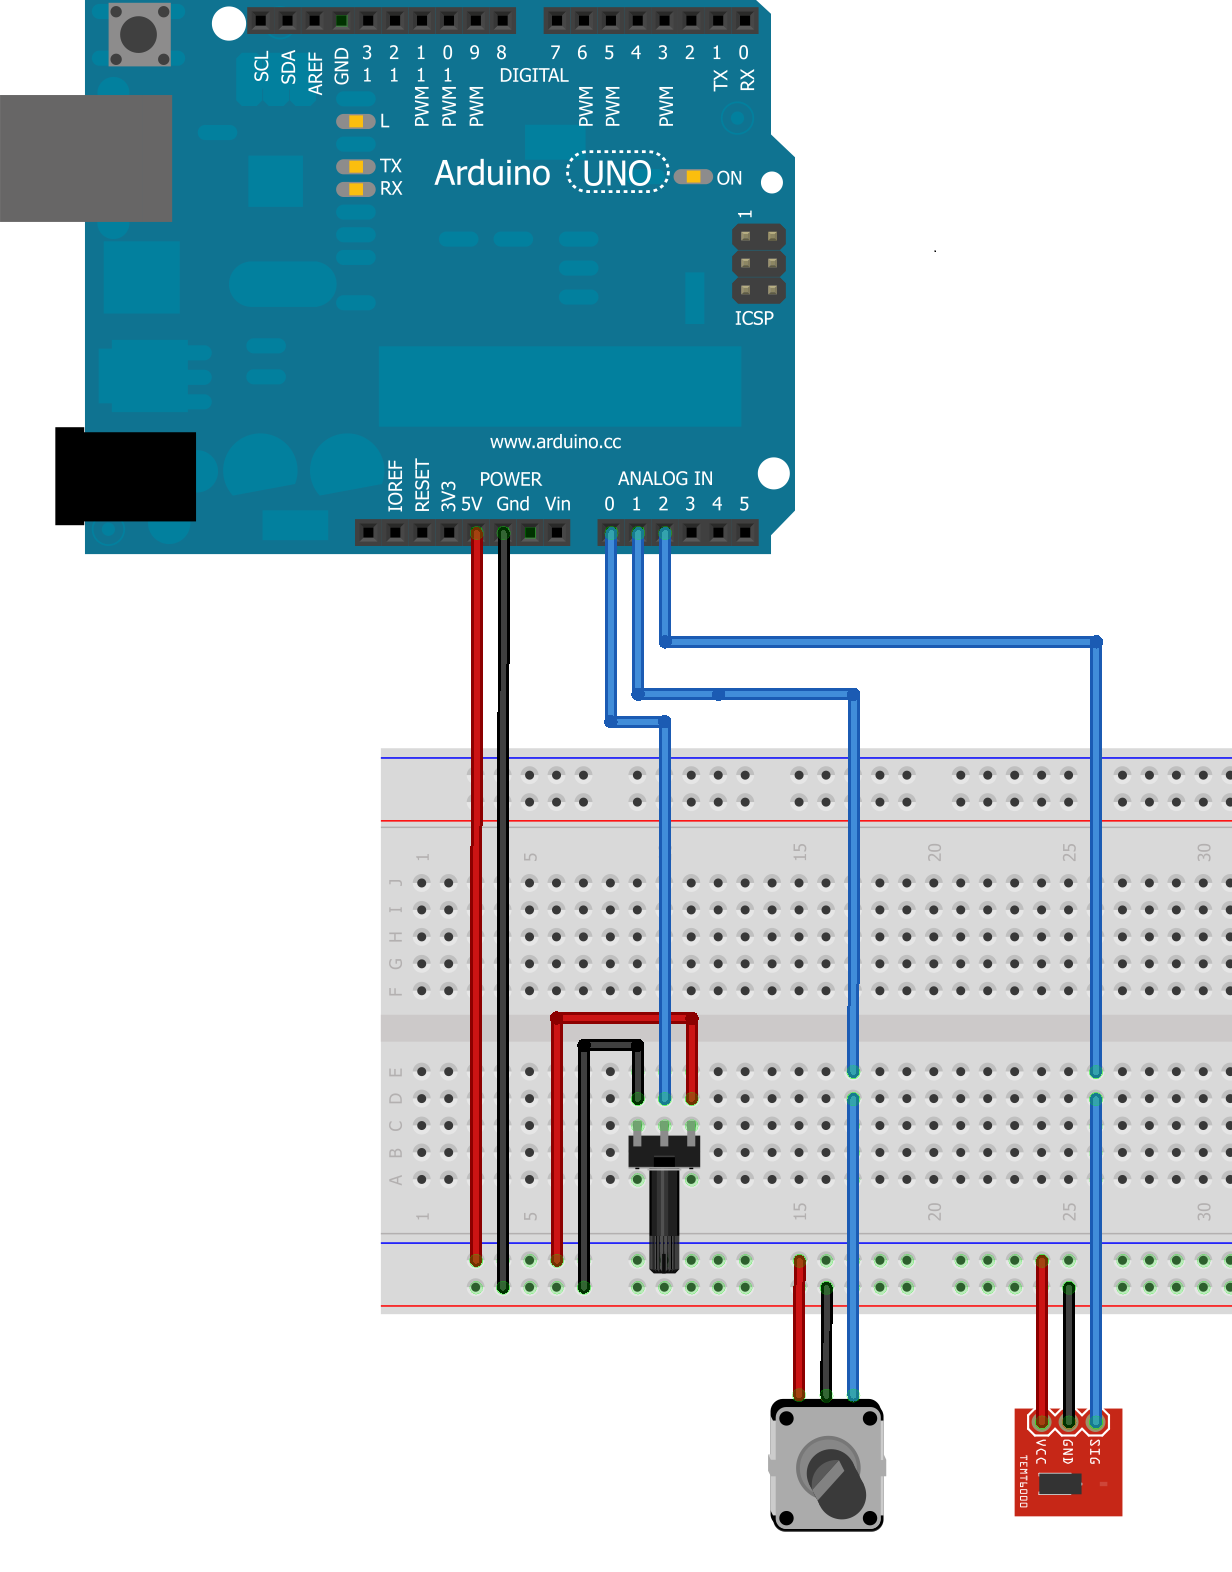 SCL SDA AREF GND 13 12 11 10 9 8 7 6 5 4 3 2 1 0
PWM PWM PWM DIGITAL PWM PWM PWM TX RX
L
TX
RX
Arduino UNO ON
1
ICSP
www.arduino.cc
IOREF RESET 3V3 POWER ANALOG IN
5V Gnd Vin 0 1 2 3 4 5
1 5 15 20 25 30
J
I
H
G
F
E
D
C
B
A
1 5 15 20 25 30
VCC GND SIG
TEMT6000